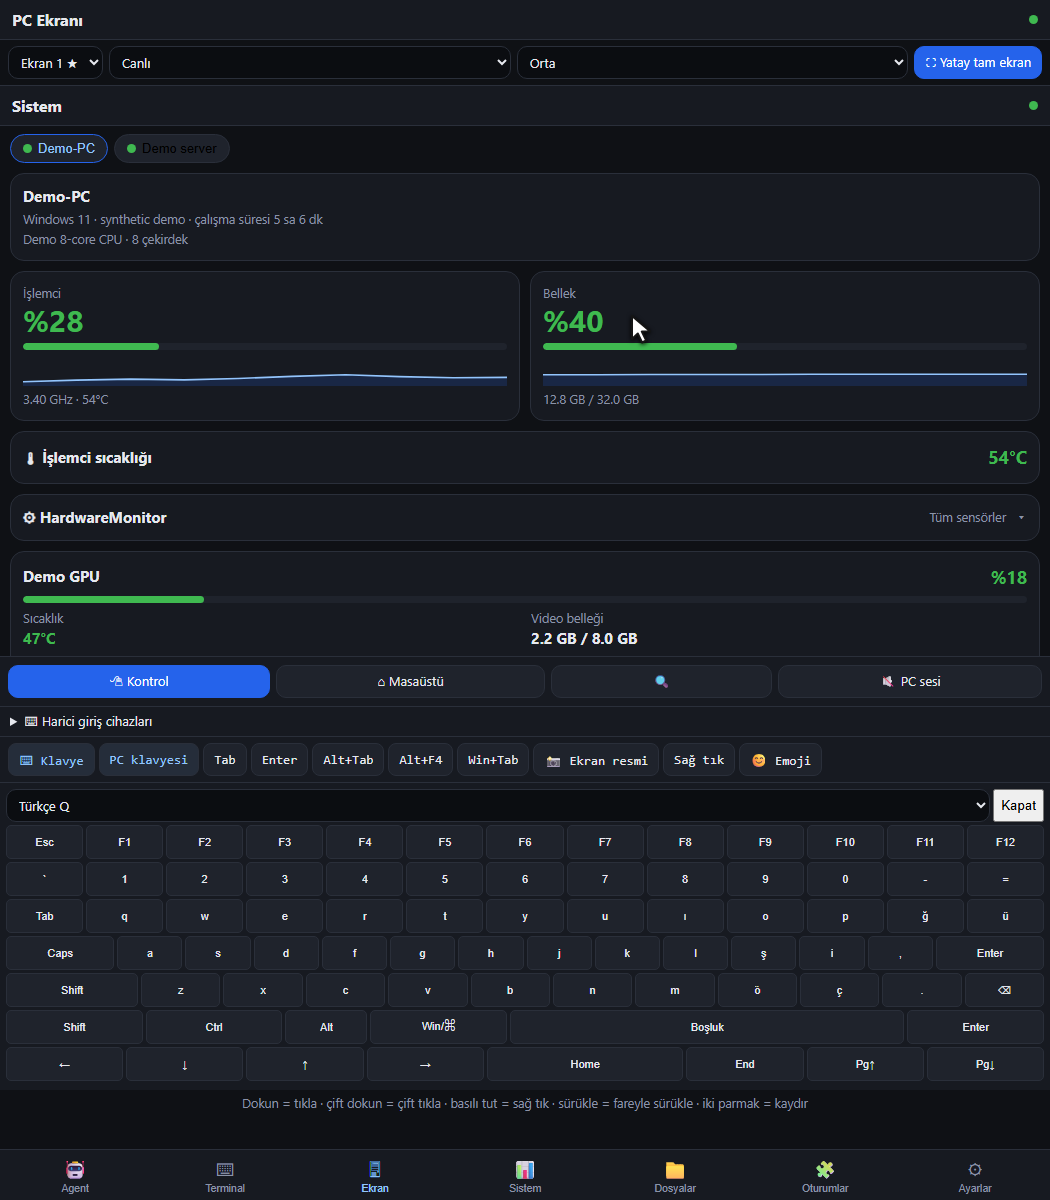 PC Ekranı
Ekran 1 ★ Canlı Orta Yatay tam ekran
Sistem
Demo-PC Demo server
Demo-PC
Windows 11 · synthetic demo · çalışma süresi 5 sa 6 dk
Demo 8-core CPU · 8 çekirdek
İşlemci
%28
3.40 GHz · 54°C
Bellek
%40
12.8 GB / 32.0 GB
İşlemci sıcaklığı 54°C
HardwareMonitor Tüm sensörler
Demo GPU %18
Sıcaklık Video belleği
47°C 2.2 GB / 8.0 GB
Kontrol Masaüstü PC sesi
Harici giriş cihazları
Klavye PC klavyesi Tab Enter Alt+Tab Alt+F4 Win+Tab Ekran resmi Sağ tık Emoji
Türkçe Q Kapat
Esc F1 F2 F3 F4 F5 F6 F7 F8 F9 F10 F11 F12
` 1 2 3 4 5 6 7 8 9 0 - =
Tab q w e r t y u ı o p ğ ü
Caps a s d f g h j k l ş i , Enter
Shift z x c v b n m ö ç . ⌫
Shift Ctrl Alt Win/⌘ Boşluk Enter
← ↓ ↑ → Home End Pg↑ Pg↓
Dokun = tıkla · çift dokun = çift tıkla · basılı tut = sağ tık · sürükle = fareyle sürükle · iki parmak = kaydır
Agent Terminal Ekran Sistem Dosyalar Oturumlar Ayarlar